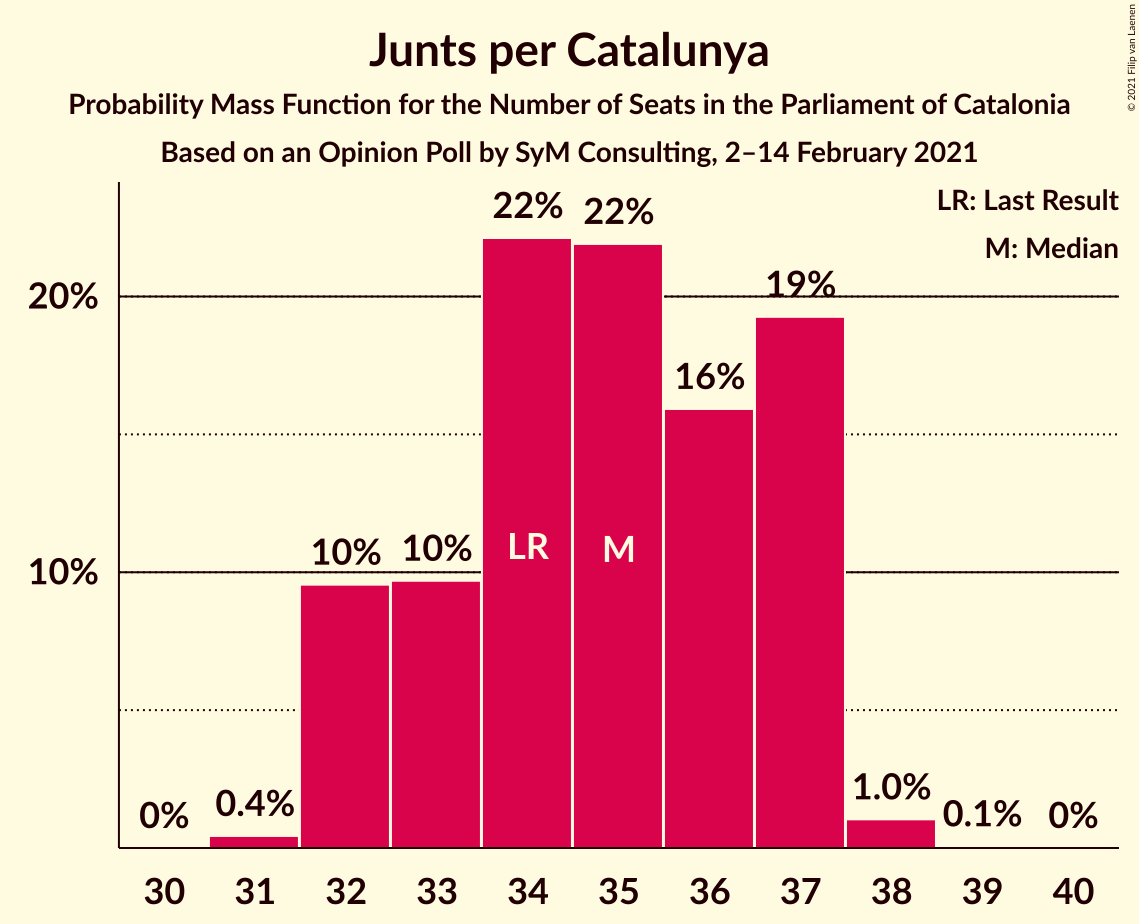 Junts per Catalunya
Probability Mass Function for the Number of Seats in the Parliament of Catalonia
Based on an Opinion Poll by SyM Consulting, 2–14 February 2021
© 2021 Filip van Laenen
LR: Last Result
M: Median
20%
10%
0%
0.4%
10%
10%
22%
22%
16%
19%
1.0%
0.1%
0%
LR
M
30 31 32 33 34 35 36 37 38 39 40